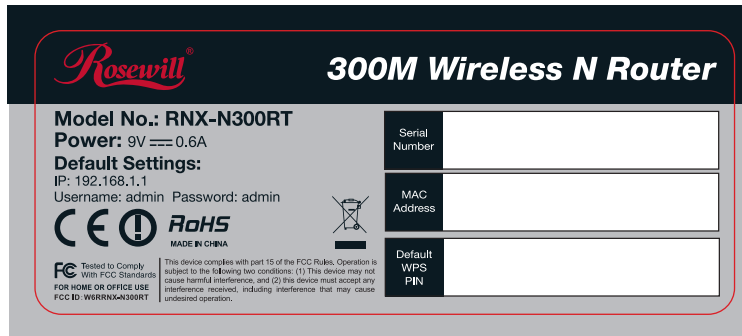 Rosewill®
300M Wireless N Router
Model No.: RNX-N300RT
Power: 9V ⎓ 0.6A
Default Settings:
IP: 192.168.1.1
Username: admin Password: admin
CE RoHS
MADE IN CHINA
FC Tested to Comply
With FCC Standards
FOR HOME OR OFFICE USE
FCC ID: W6RRNX-N300RT
This device complies with part 15 of the FCC Rules. Operation is
subject to the following two conditions: (1) This device may not
cause harmful interference, and (2) this device must accept any
interference received, including interference that may cause
undesired operation.
Serial
Number
MAC
Address
Default
WPS
PIN